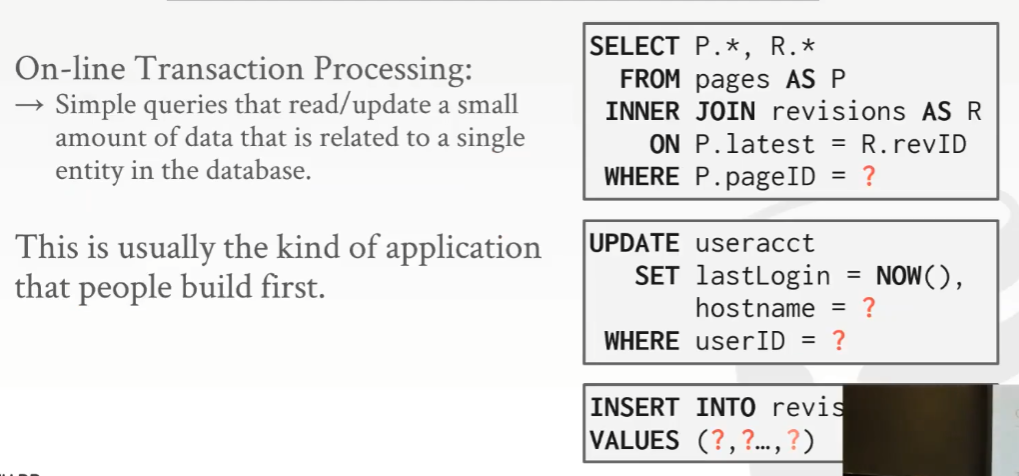 On-line Transaction Processing:
→ Simple queries that read/update a small
amount of data that is related to a single
entity in the database.
This is usually the kind of application
that people build first.
SELECT P.*, R.*
FROM pages AS P
INNER JOIN revisions AS R
ON P.latest = R.revID
WHERE P.pageID = ?
UPDATE useracct
SET lastLogin = NOW(),
hostname = ?
WHERE userID = ?
INSERT INTO revis
VALUES (?,?…,?)